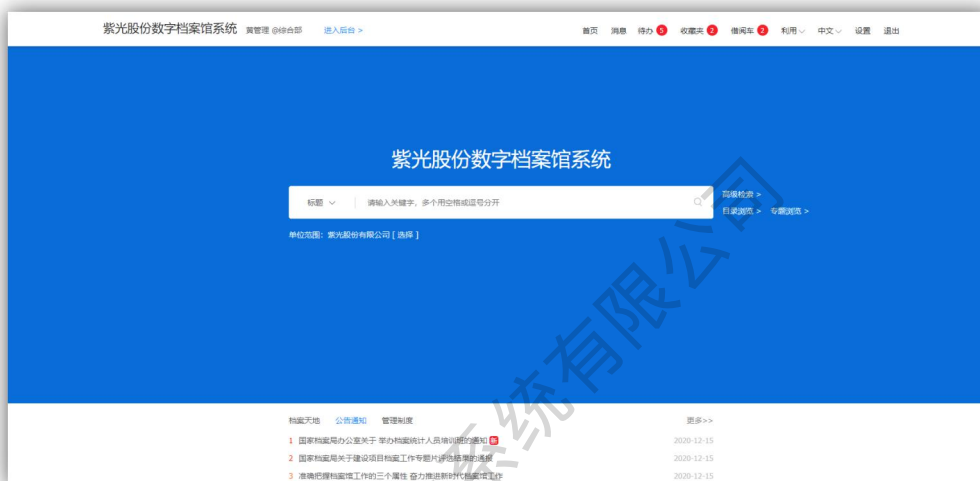 紫光股份数字档案馆系统 黄管理 @综合部 进入后台 >
首页 消息 待办 5 收藏夹 2 借阅车 2 利用 中文 设置 退出
紫光股份数字档案馆系统
标题 请输入关键字，多个用空格或逗号分开
高级检索 >
目录浏览 > 专题浏览 >
单位范围：紫光股份有限公司 [ 选择 ]
档案天地 公告通知 管理制度 更多>>
1 国家档案局办公室关于 举办档案统计人员培训班的通知 新 2020-12-15
2 国家档案局关于建设项目档案工作专题片评选结果的通报 2020-12-15
3 准确把握档案馆工作的三个属性 奋力推进新时代档案馆工作 2020-12-15
系统有限公司